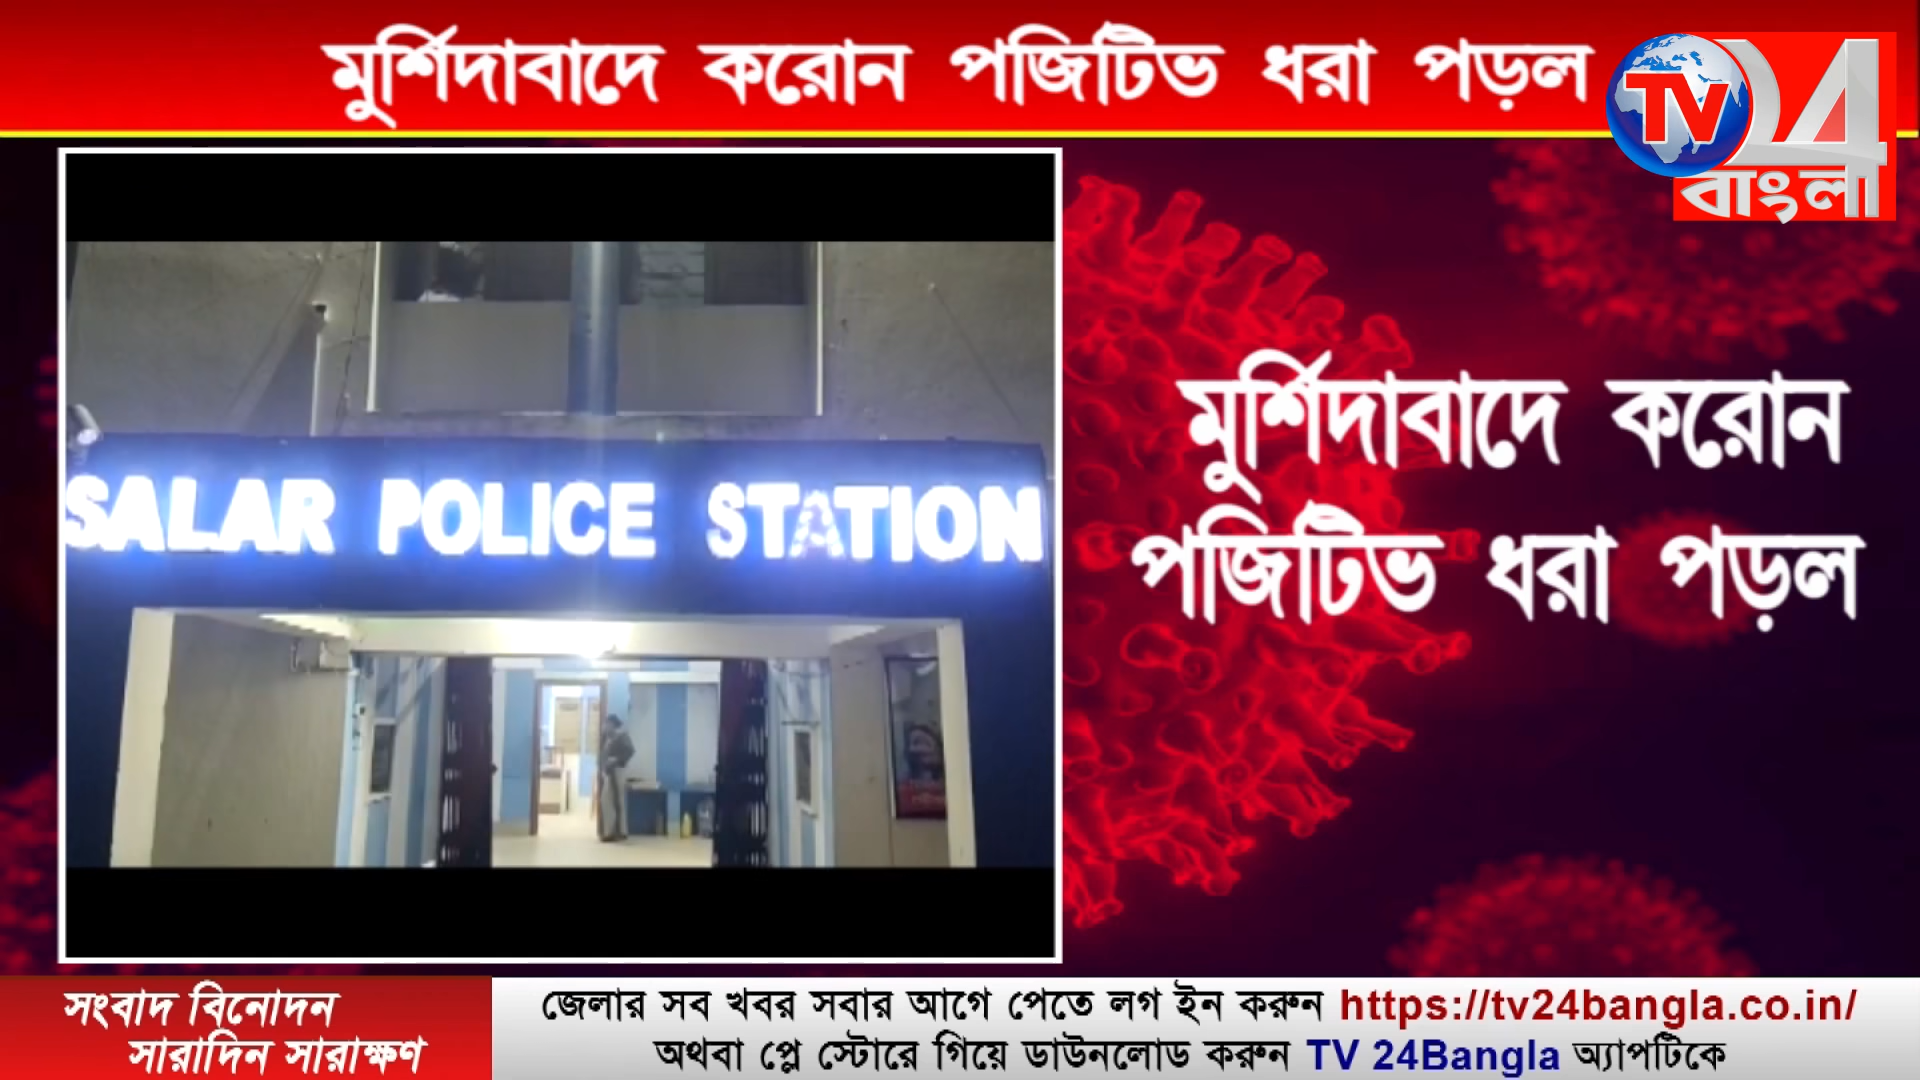 মুর্শিদাবাদে করোন পজিটিভ ধরা পড়ল
TV 24
বাংলা
SALAR POLICE STATION
মুর্শিদাবাদে করোন
পজিটিভ ধরা পড়ল
সংবাদ বিনোদন
সারাদিন সারাক্ষণ
জেলার সব খবর সবার আগে পেতে লগ ইন করুন https://tv24bangla.co.in/
অথবা প্লে স্টোরে গিয়ে ডাউনলোড করুন TV 24Bangla অ্যাপটিকে